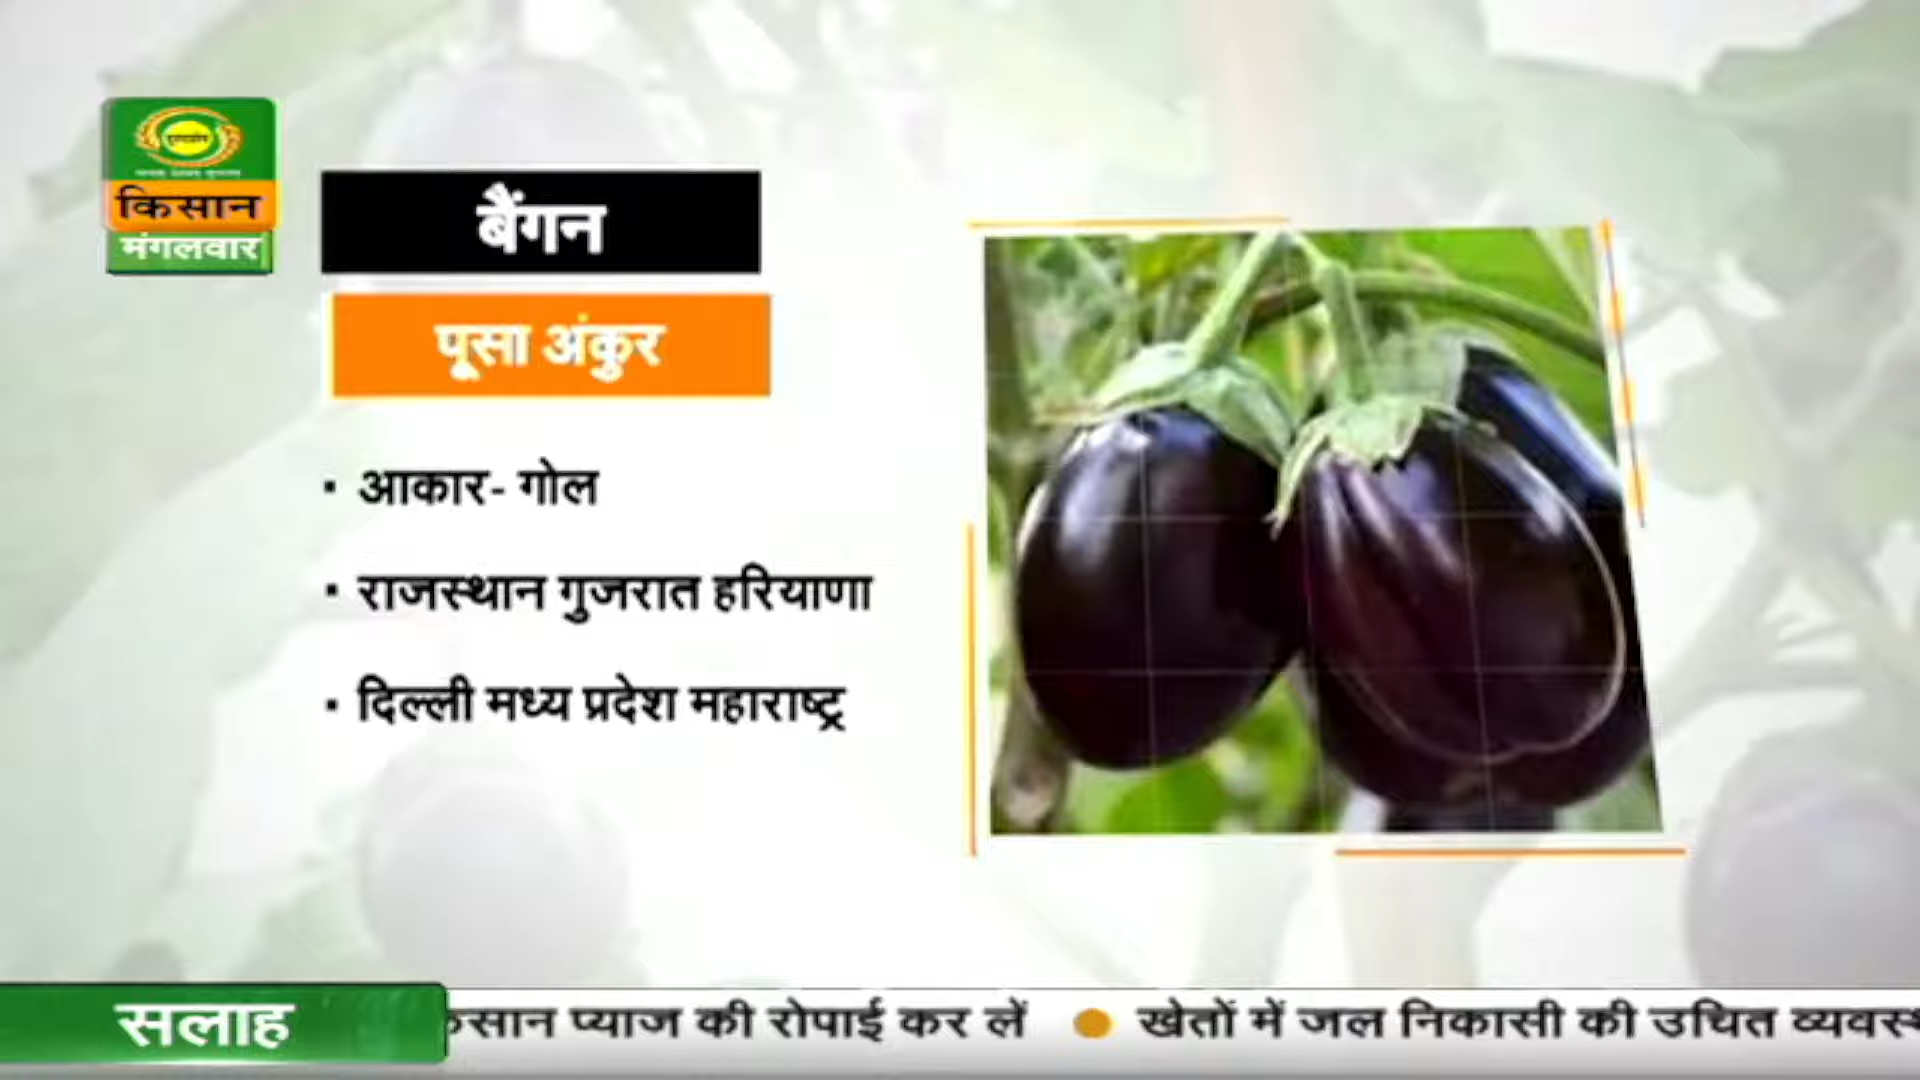 किसान
मंगलवार
बैंगन
पूसा अंकुर
· आकार- गोल
· राजस्थान गुजरात हरियाणा
· दिल्ली मध्य प्रदेश महाराष्ट्र
सलाह
प्याज की रोपाई कर लें ● खेतों में जल निकासी की उचित